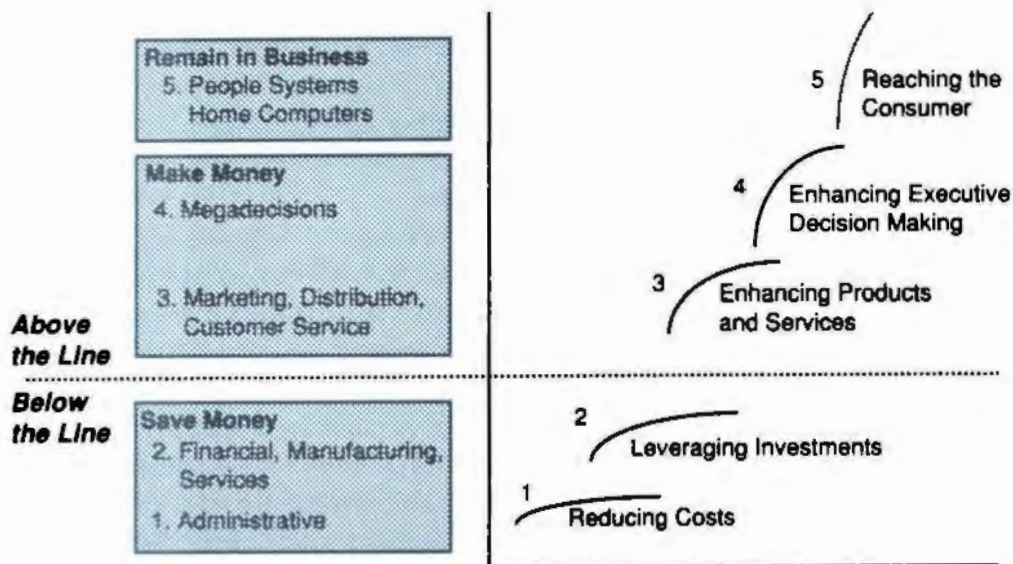 Remain in Business
5. People Systems
Home Computers
Make Money
4. Megadecisions
3. Marketing, Distribution,
Customer Service
Above
the Line
Below
the Line
Save Money
2. Financial, Manufacturing,
Services
1. Administrative
5 Reaching the
Consumer
4 Enhancing Executive
Decision Making
3 Enhancing Products
and Services
2 Leveraging Investments
1 Reducing Costs